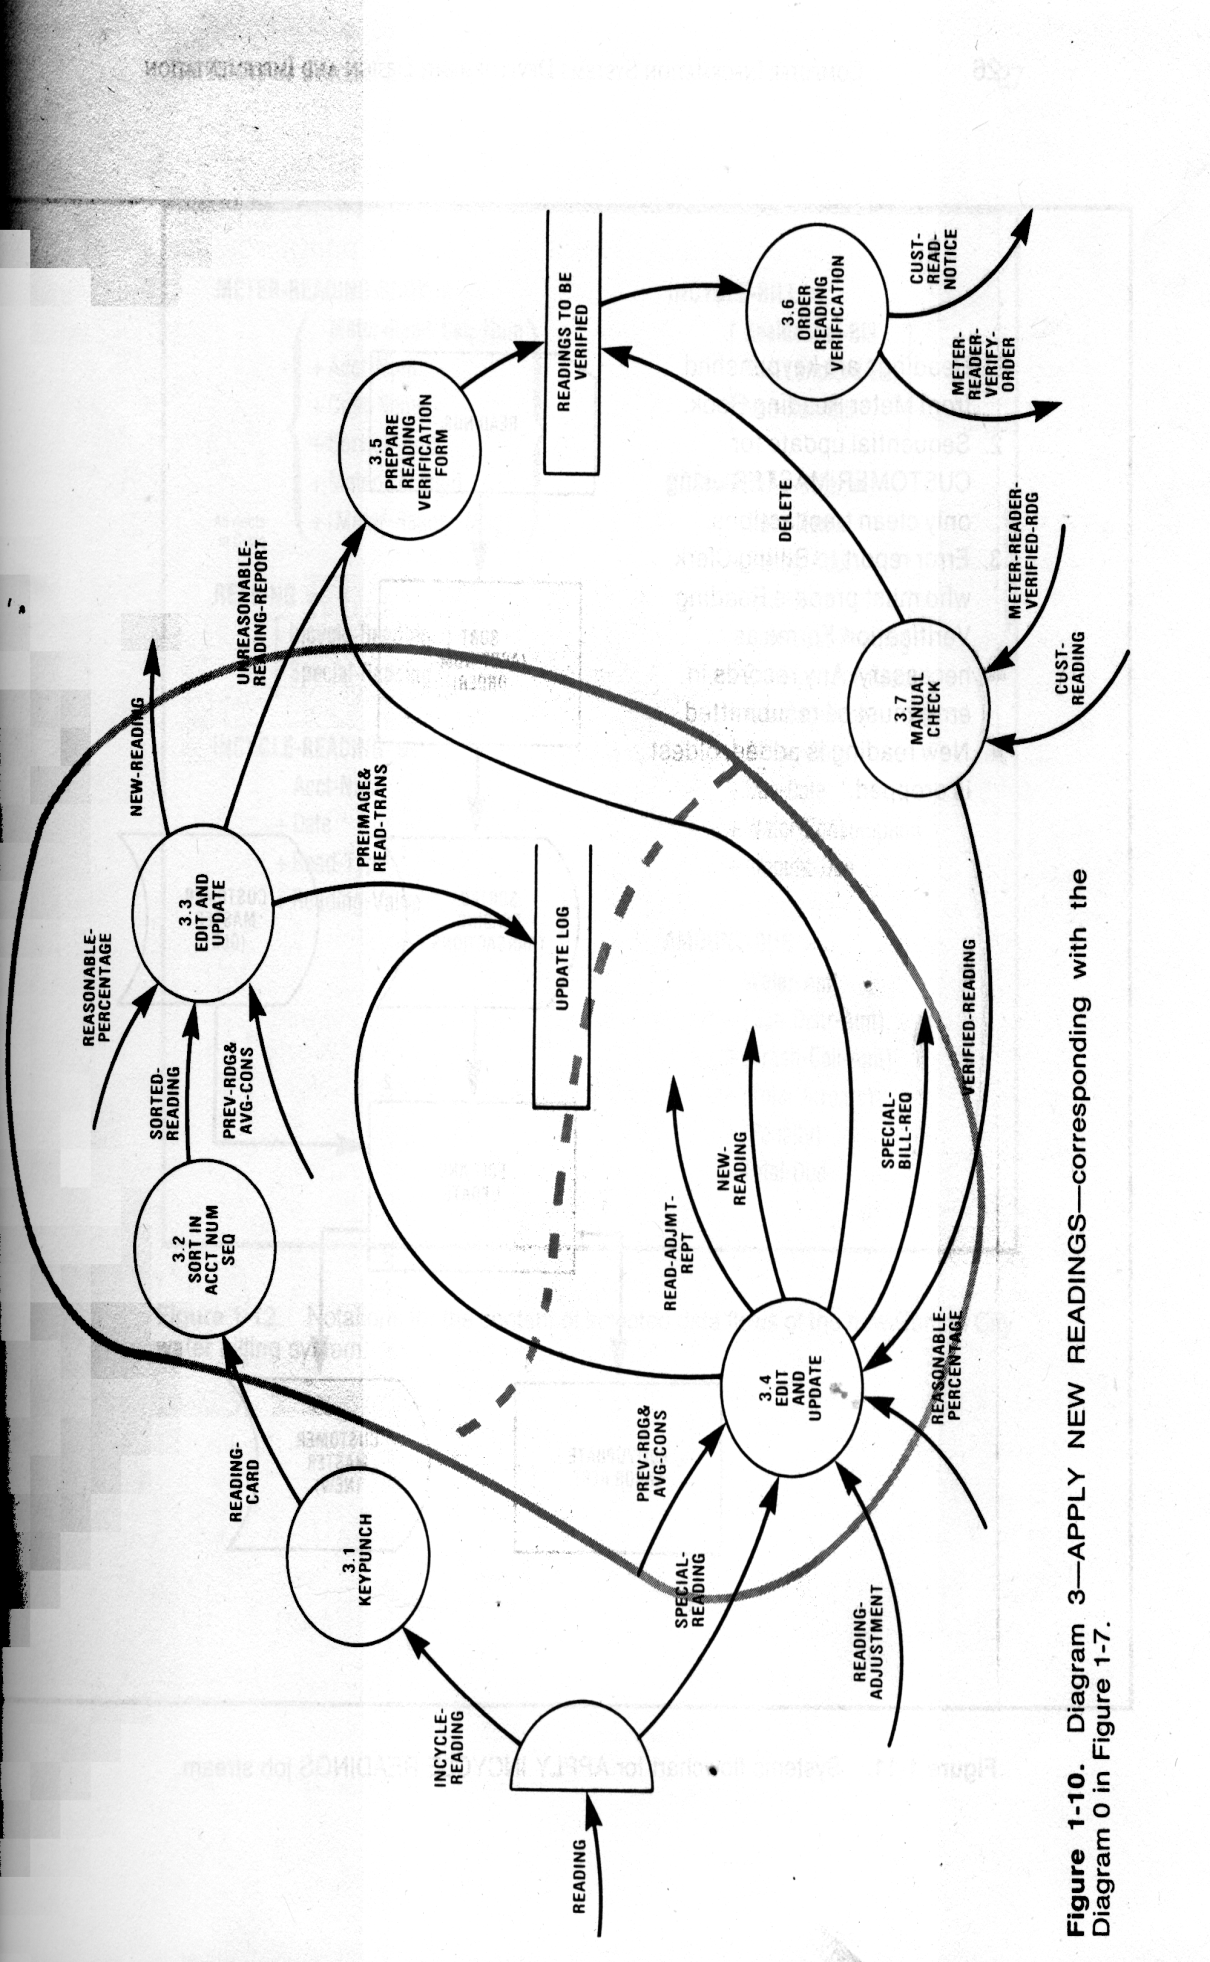 READING
INCYCLE-
READING
3.1
KEYPUNCH
READING-
CARD
3.2
SORT IN
ACCT NUM
SEQ
SORTED-
READING
REASONABLE-
PERCENTAGE
PREV-RDG&
AVG-CONS
3.3
EDIT AND
UPDATE
NEW-READING
UNREASONABLE-
READING-REPORT
PREIMAGE&
READ-TRANS
UPDATE LOG
3.5
PREPARE
READING
VERIFICATION
FORM
READINGS TO BE
VERIFIED
3.6
ORDER
READING
VERIFICATION
CUST-
READ-
NOTICE
METER-
READER-
VERIFY-
ORDER
DELETE
METER-READER-
VERIFIED-RDG
CUST-
READING
3.7
MANUAL
CHECK
VERIFIED-READING
SPECIAL-
READING
PREV-RDG&
AVG-CONS
3.4
EDIT
AND
UPDATE
READ-ADJMT-
REPT
NEW-
READING
SPECIAL-
BILL-REQ
REASONABLE-
PERCENTAGE
READING-
ADJUSTMENT
Figure 1-10. Diagram 3—APPLY NEW READINGS—corresponding with the
Diagram 0 in Figure 1-7.